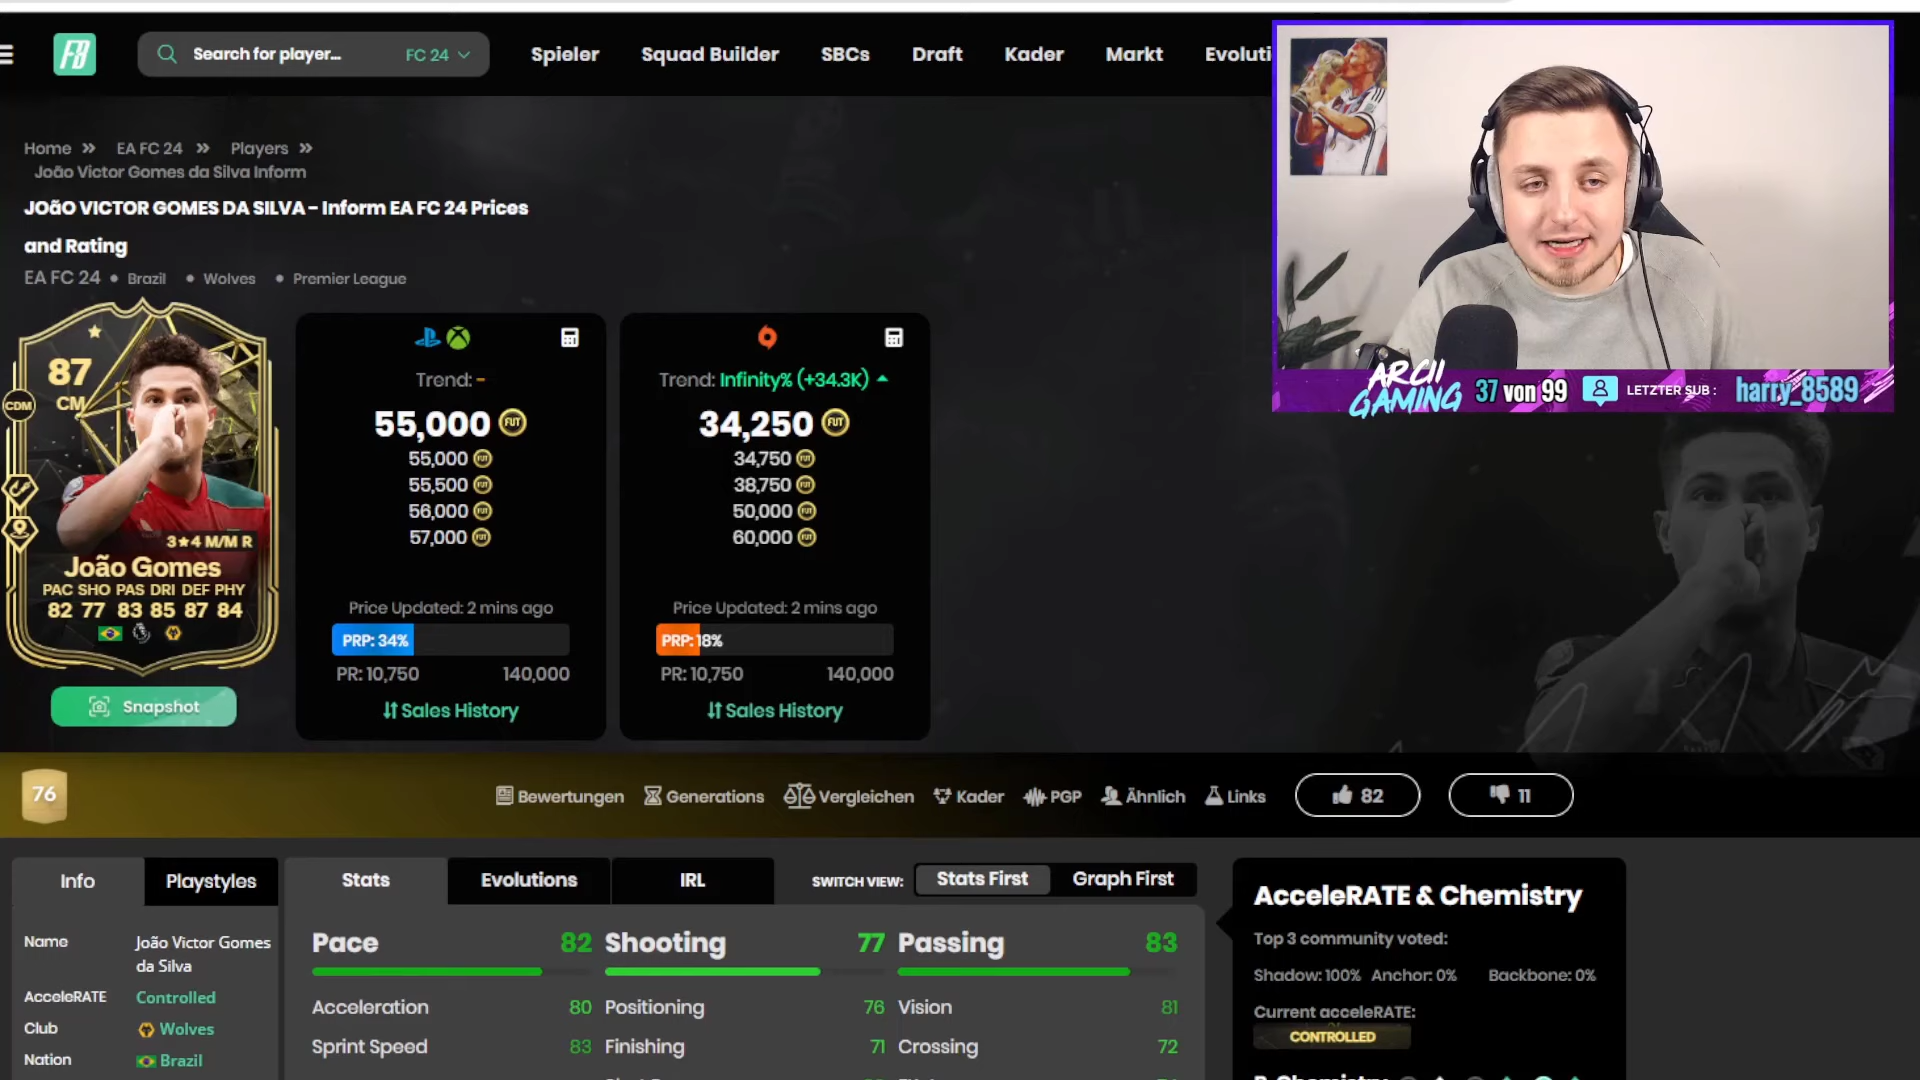 Search for player...
FC 24
Spieler
Squad Builder
SBCs
Draft
Kader
Markt
Evoluti
Home » EA FC 24 » Players »
João Victor Gomes da Silva Inform
JOãO VICTOR GOMES DA SILVA - Inform EA FC 24 Prices
and Rating
EA FC 24 • Brazil • Wolves • Premier League
87
CM
CDM
3★4 M/M R
João Gomes
PAC SHO PAS DRI DEF PHY
82 77 83 85 87 84
Snapshot
Trend: -
55,000
55,000
55,500
56,000
57,000
Price Updated: 2 mins ago
PRP: 34%
PR: 10,750 140,000
Sales History
Trend: Infinity% (+34.3K)
34,250
34,750
38,750
50,000
60,000
Price Updated: 2 mins ago
PRP: 18%
PR: 10,750 140,000
Sales History
ARCII
GAMING
37 von 99
LETZTER SUB :
harry_8589
76
Bewertungen
Generations
Vergleichen
Kader
PGP
Ähnlich
Links
82
11
Info
Playstyles
Name João Victor Gomes
da Silva
AcceleRATE Controlled
Club Wolves
Nation Brazil
Stats
Evolutions
IRL
SWITCH VIEW:
Stats First
Graph First
Pace 82
Acceleration 80
Sprint Speed 83
Shooting 77
Positioning 76
Finishing 71
Passing 83
Vision 81
Crossing 72
AcceleRATE & Chemistry
Top 3 community voted:
Shadow: 100% Anchor: 0% Backbone: 0%
Current acceleRATE:
CONTROLLED